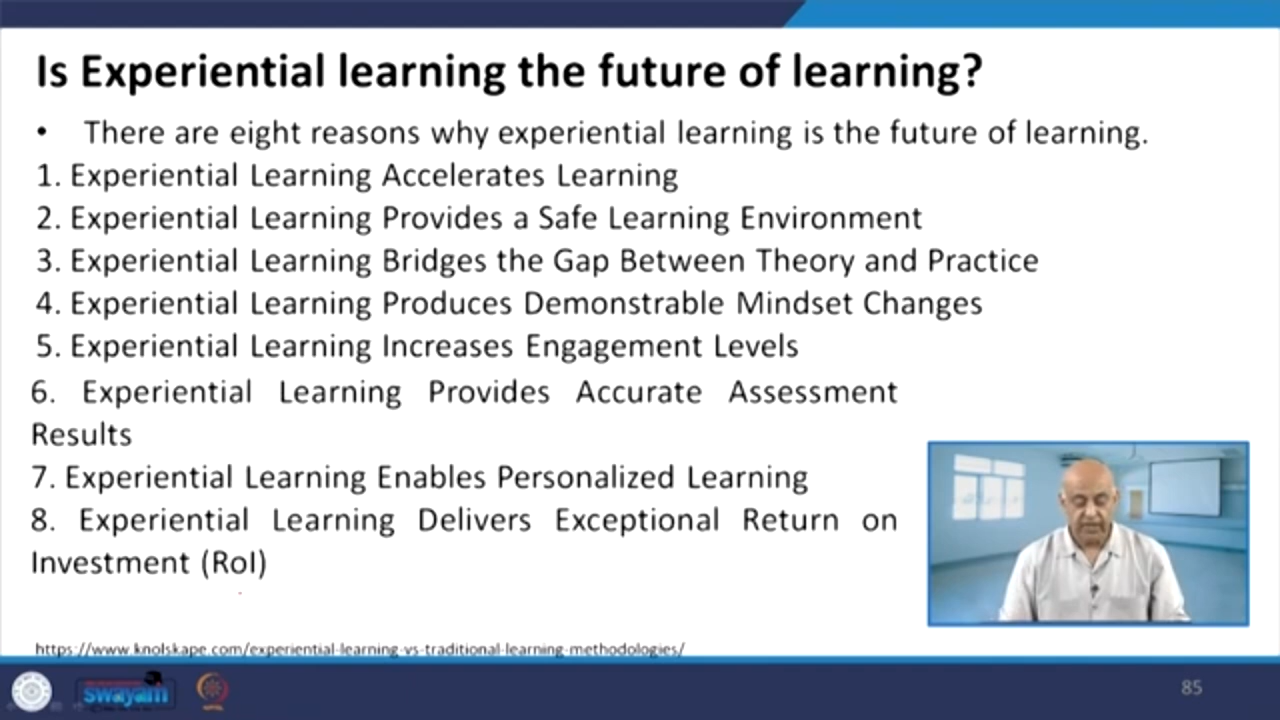 Is Experiential learning the future of learning?
• There are eight reasons why experiential learning is the future of learning.
1. Experiential Learning Accelerates Learning
2. Experiential Learning Provides a Safe Learning Environment
3. Experiential Learning Bridges the Gap Between Theory and Practice
4. Experiential Learning Produces Demonstrable Mindset Changes
5. Experiential Learning Increases Engagement Levels
6. Experiential Learning Provides Accurate Assessment
Results
7. Experiential Learning Enables Personalized Learning
8. Experiential Learning Delivers Exceptional Return on
Investment (RoI)
https://www.knolskape.com/experiential-learning-vs-traditional-learning-methodologies/
swayam
85